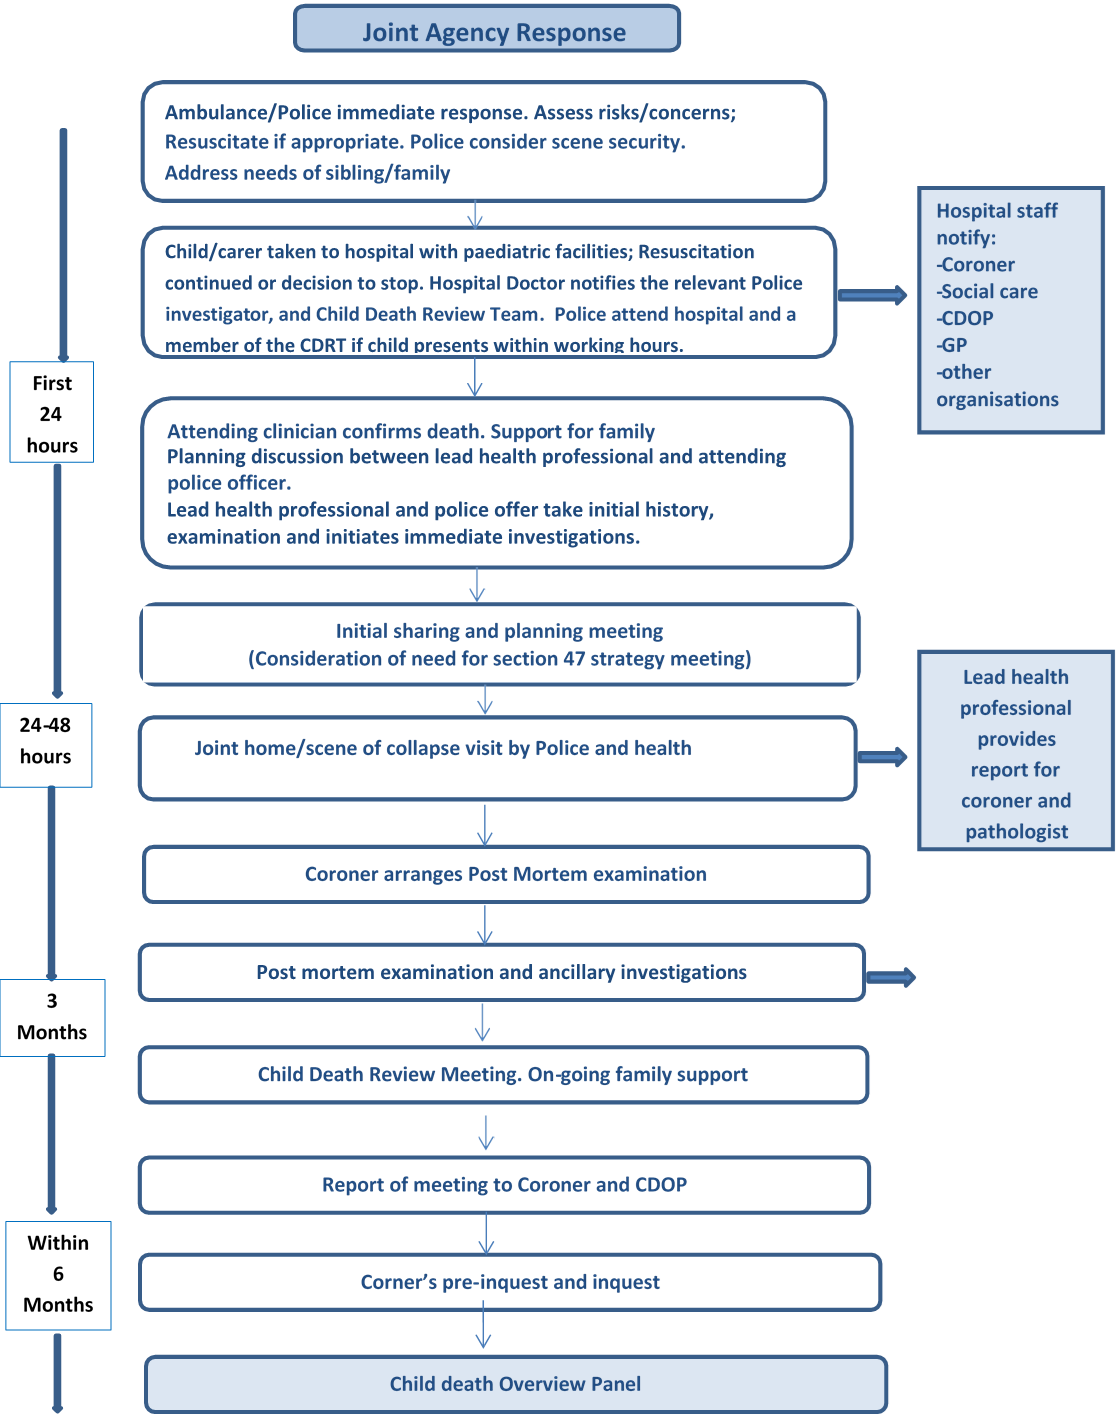 Joint Agency Response
Ambulance/Police immediate response. Assess risks/concerns;
Resuscitate if appropriate. Police consider scene security.
Address needs of sibling/family
Child/carer taken to hospital with paediatric facilities; Resuscitation
continued or decision to stop. Hospital Doctor notifies the relevant Police
investigator, and Child Death Review Team.  Police attend hospital and a
member of the CDRT if child presents within working hours.
Hospital staff
notify:
-Coroner
-Social care
-CDOP
-GP
-other
organisations
First
24
hours
Attending clinician confirms death. Support for family
Planning discussion between lead health professional and attending
police officer.
Lead health professional and police offer take initial history,
examination and initiates immediate investigations.
Initial sharing and planning meeting
(Consideration of need for section 47 strategy meeting)
24-48
hours
Joint home/scene of collapse visit by Police and health
Lead health
professional
provides
report for
coroner and
pathologist
Coroner arranges Post Mortem examination
Post mortem examination and ancillary investigations
3
Months
Child Death Review Meeting. On-going family support
Report of meeting to Coroner and CDOP
Within
6
Months
Corner’s pre-inquest and inquest
Child death Overview Panel